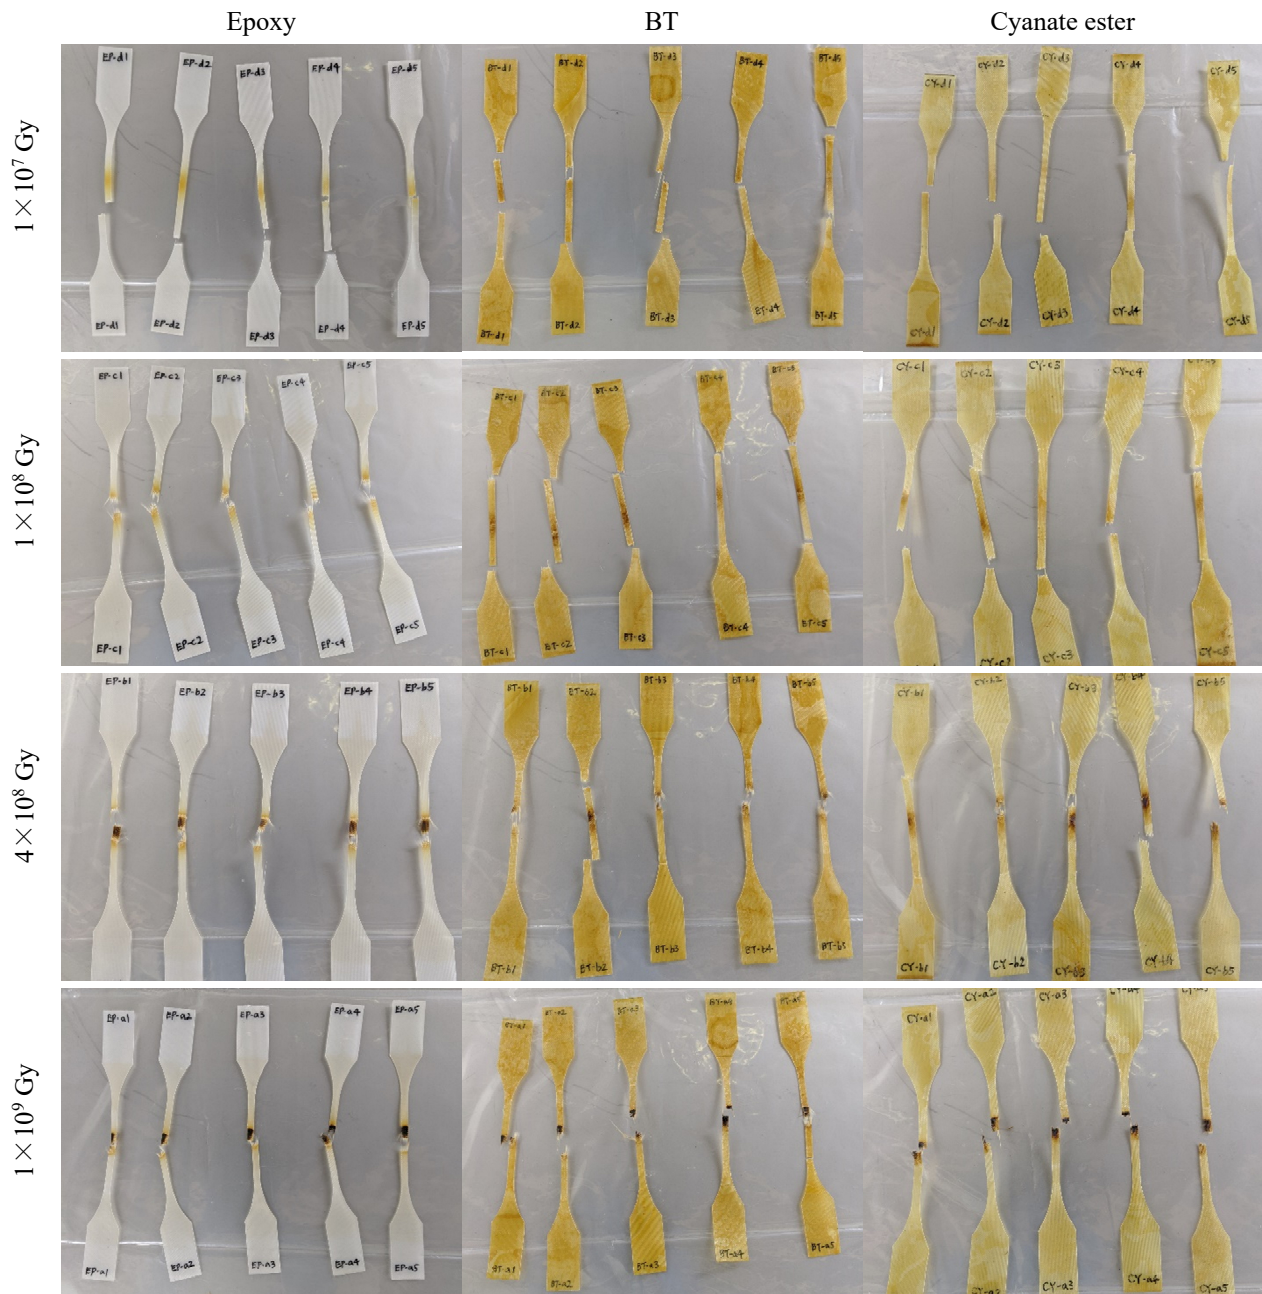 Epoxy BT Cyanate ester
1×10⁷ Gy
EP-d1 EP-d2 EP-d3 EP-d4 EP-d5
EP-d1 EP-d2 EP-d3 EP-d4 EP-d5
BT-d1 BT-d2 BT-d3 BT-d4 BT-d5
BT-d1 BT-d2 BT-d3 BT-d4 BT-d5
CY-d1 CY-d2 CY-d3 CY-d4 CY-d5
CY-d1 CY-d2 CY-d3 CY-d4 CY-d5
1×10⁸ Gy
EP-c1 EP-c2 EP-c3 EP-c4 EP-c5
EP-c1 EP-c2 EP-c3 EP-c4 EP-c5
BT-c1 BT-c2 BT-c3 BT-c4 BT-c5
BT-c1 BT-c2 BT-c3 BT-c4 BT-c5
CY-c1 CY-c2 CY-c3 CY-c4
CY-c3 CY-c5
4×10⁸ Gy
EP-b1 EP-b2 EP-b3 EP-b4 EP-b5
BT-b1 BT-b2 BT-b3 BT-b4 BT-b5
BT-b1 BT-b2 BT-b3 BT-b4 BT-b5
CY-b1 CY-b2 CY-b3 CY-b4 CY-b5
CY-b1 CY-b2 CY-b3 CY-b4 CY-b5
1×10⁹ Gy
EP-a1 EP-a2 EP-a3 EP-a4 EP-a5
EP-a1 EP-a2 EP-a3 EP-a4 EP-a5
BT-a1 BT-a2 BT-a3 BT-a4 BT-a5
BT-a1 BT-a2 BT-a3 BT-a4 BT-a5
CY-a1 CY-a2 CY-a3
CY-a3 CY-a4 CY-a5